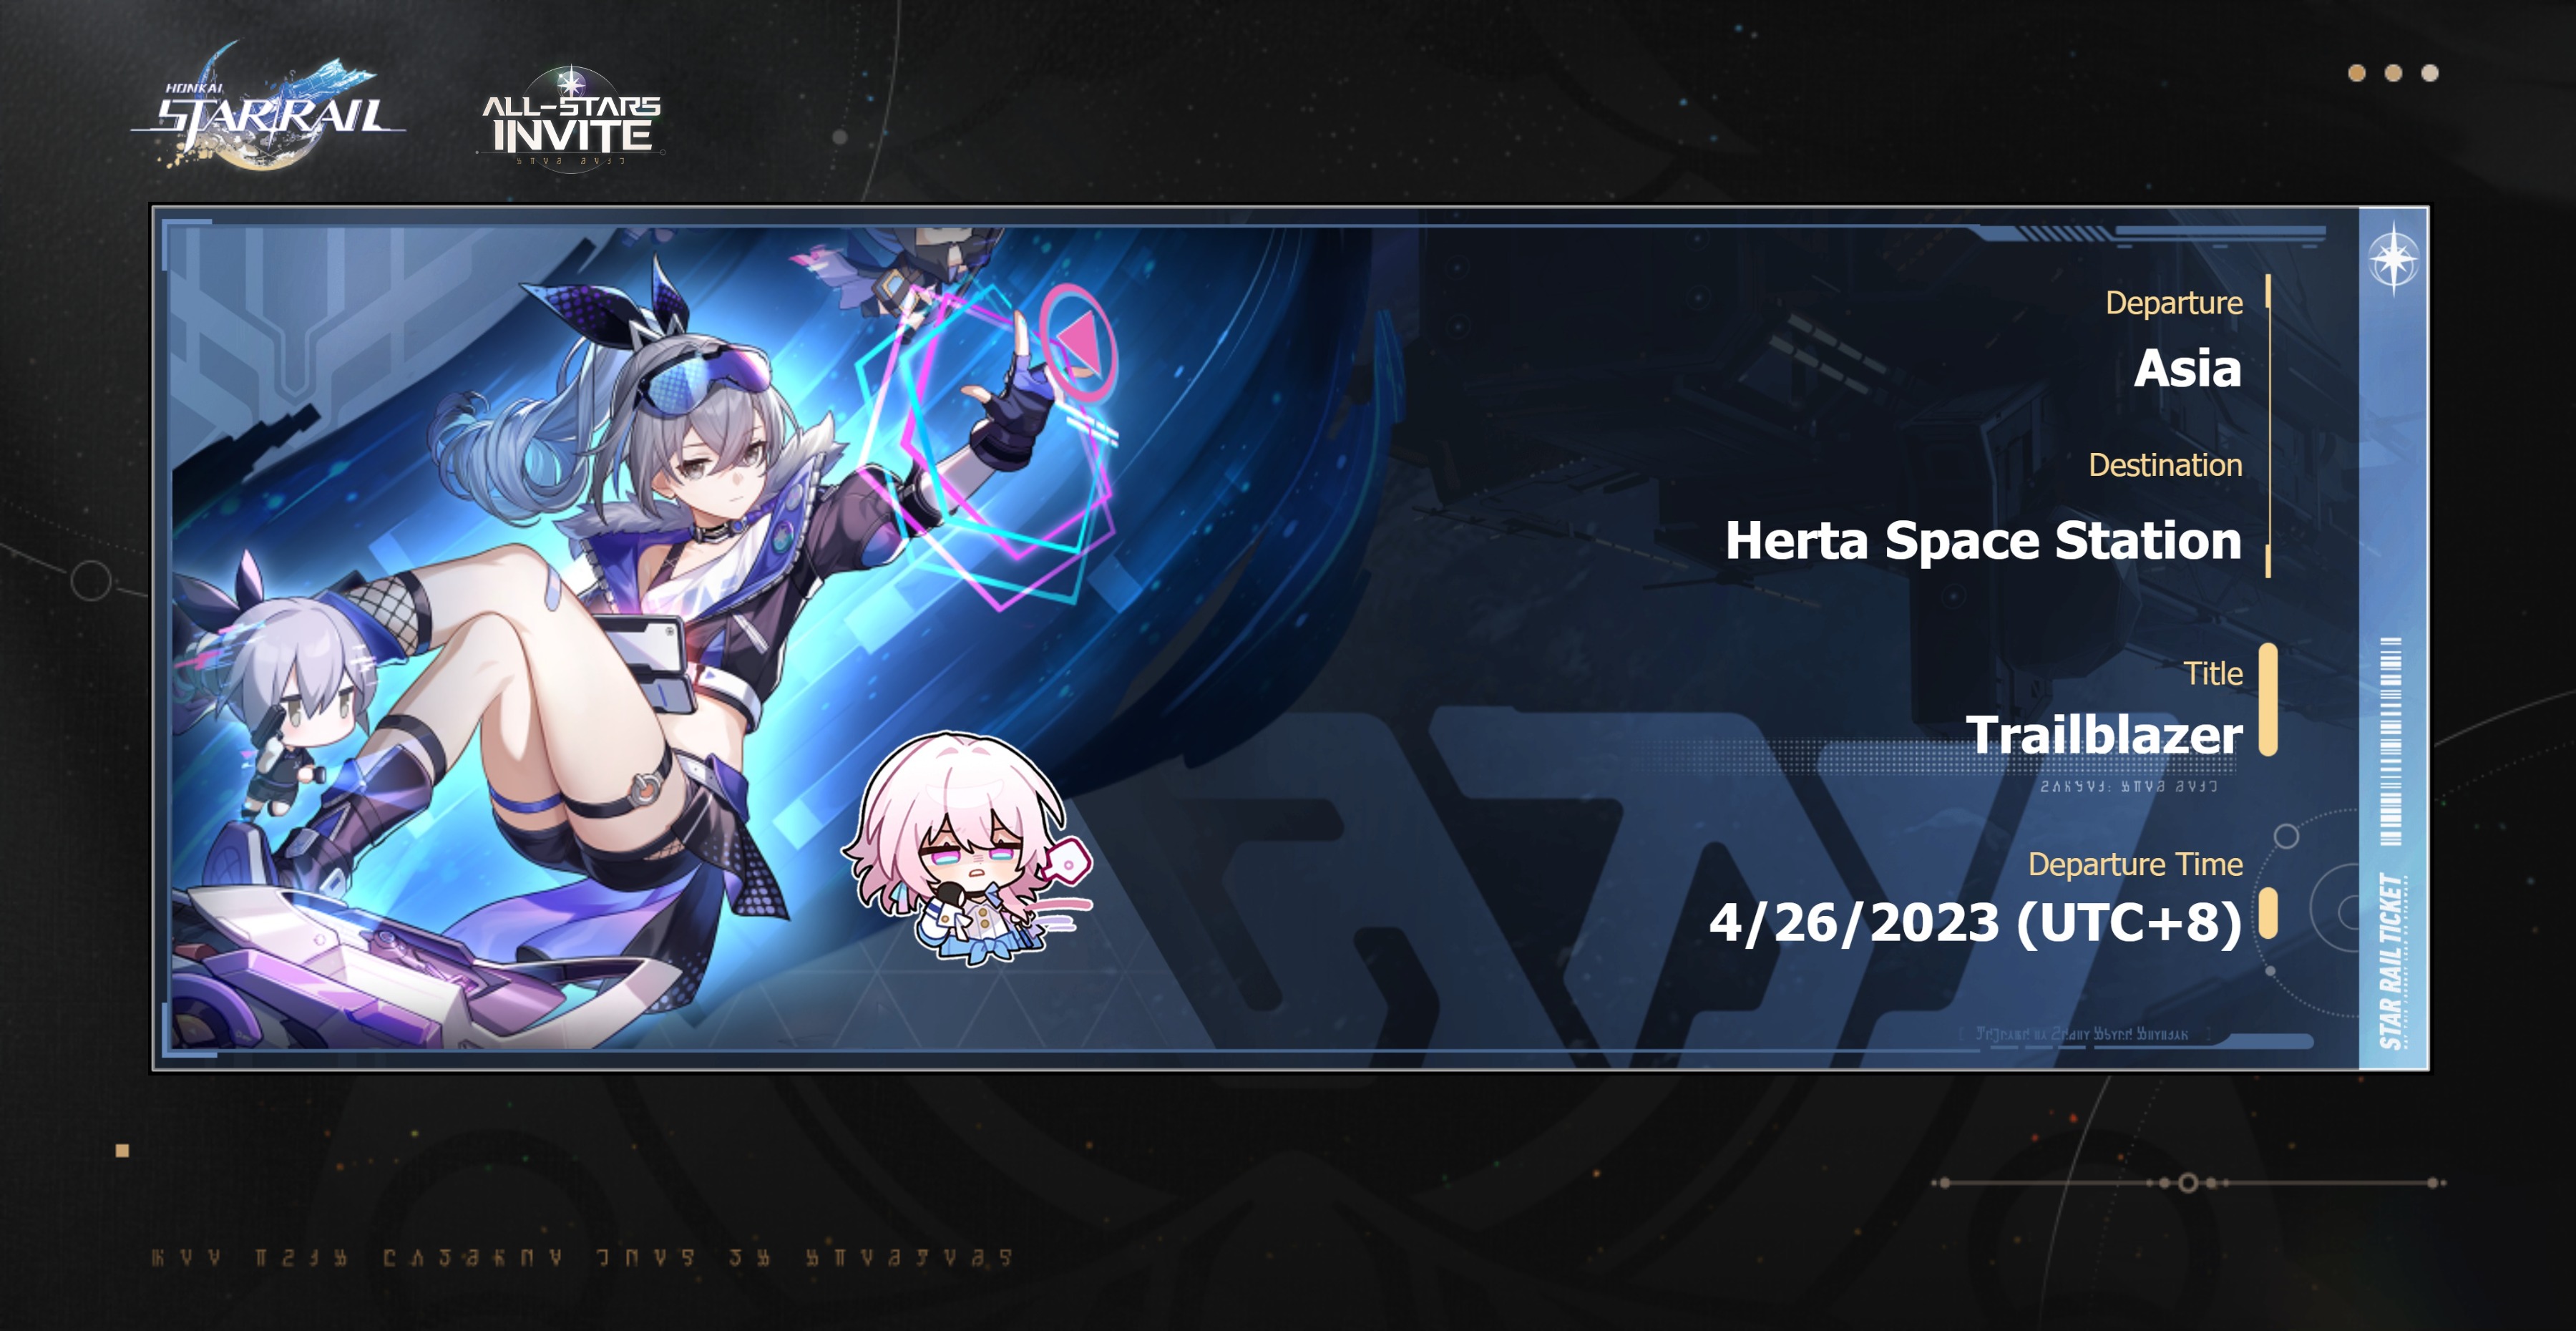 HONKAI
STAR RAIL
ALL-STARS
INVITE
Departure
Asia
Destination
Herta Space Station
Title
Trailblazer
Departure Time
4/26/2023 (UTC+8)
STAR RAIL TICKET